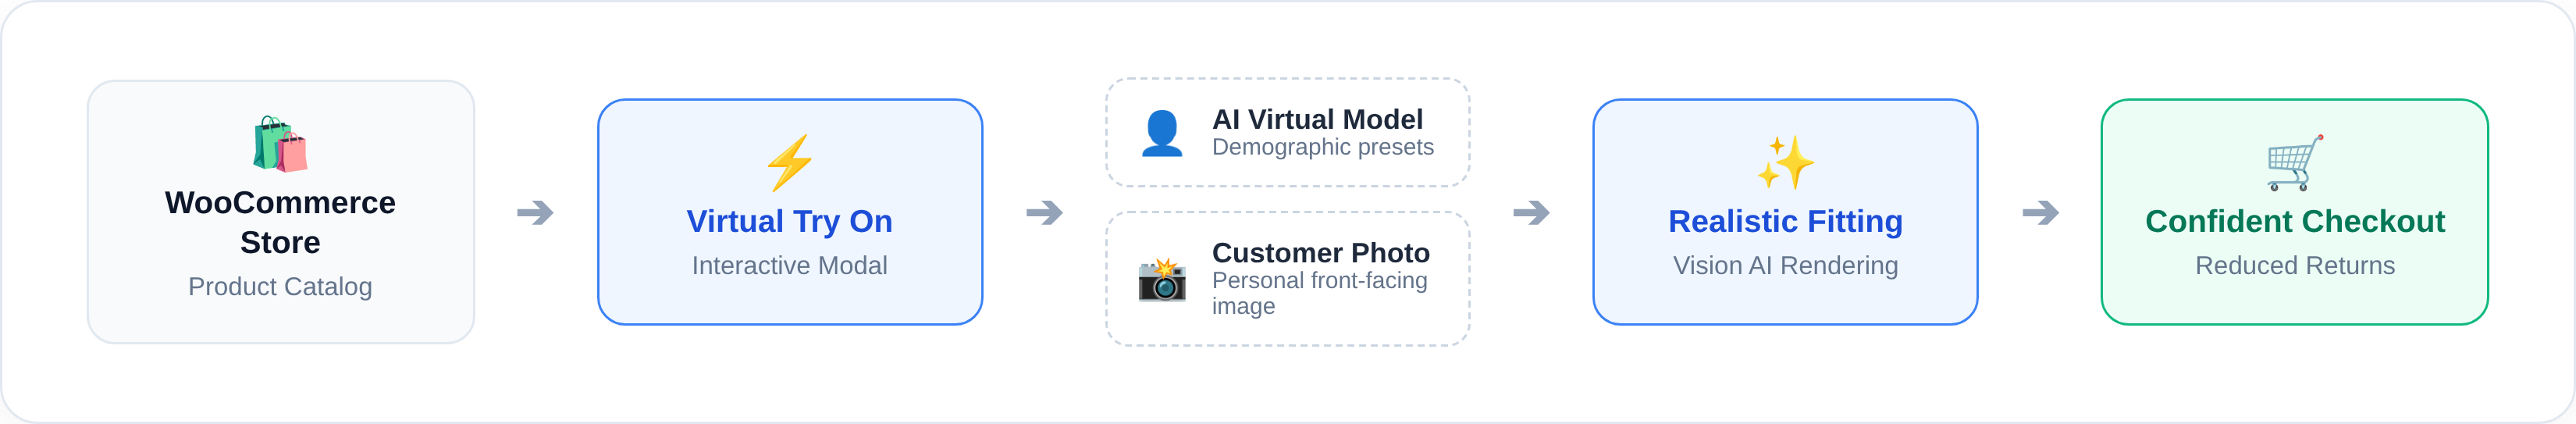 WooCommerce
Store
Product Catalog
Virtual Try On
Interactive Modal
AI Virtual Model
Demographic presets
Customer Photo
Personal front-facing
image
Realistic Fitting
Vision AI Rendering
Confident Checkout
Reduced Returns